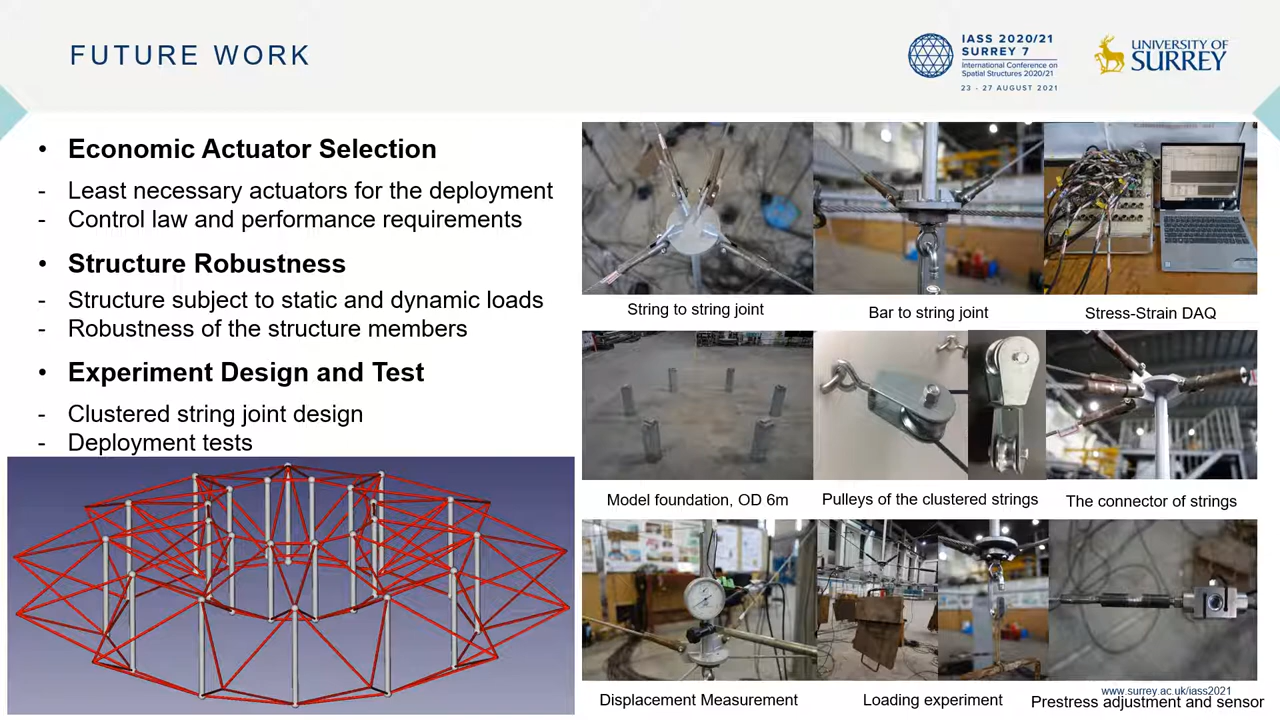 FUTURE WORK
IASS 2020/21
SURREY 7
International Conference on
Spatial Structures 2020/21
23 - 27 AUGUST 2021
UNIVERSITY OF
SURREY
• Economic Actuator Selection
- Least necessary actuators for the deployment
- Control law and performance requirements
• Structure Robustness
- Structure subject to static and dynamic loads
- Robustness of the structure members
• Experiment Design and Test
- Clustered string joint design
- Deployment tests
String to string joint
Bar to string joint
Stress-Strain DAQ
Model foundation, OD 6m
Pulleys of the clustered strings
The connector of strings
Displacement Measurement
Loading experiment
www.surrey.ac.uk/iass2021
Prestress adjustment and sensor